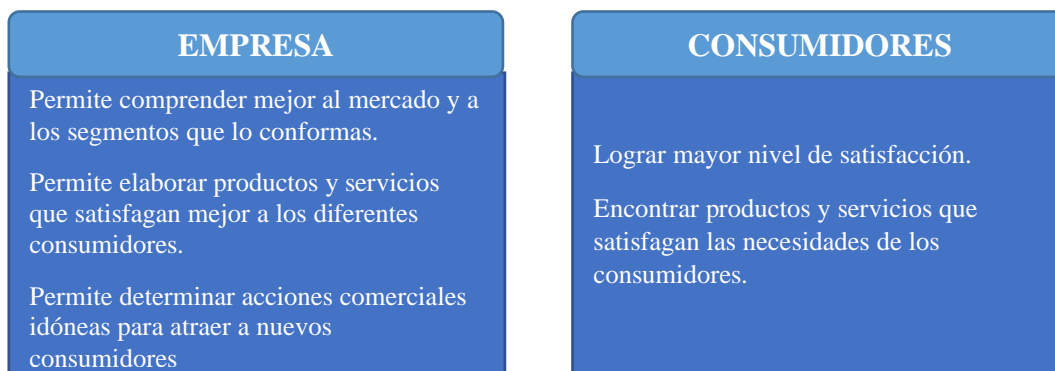 EMPRESA
Permite comprender mejor al mercado y a
los segmentos que lo conformas.
Permite elaborar productos y servicios
que satisfagan mejor a los diferentes
consumidores.
Permite determinar acciones comerciales
idóneas para atraer a nuevos
consumidores
CONSUMIDORES
Lograr mayor nivel de satisfacción.
Encontrar productos y servicios que
satisfagan las necesidades de los
consumidores.